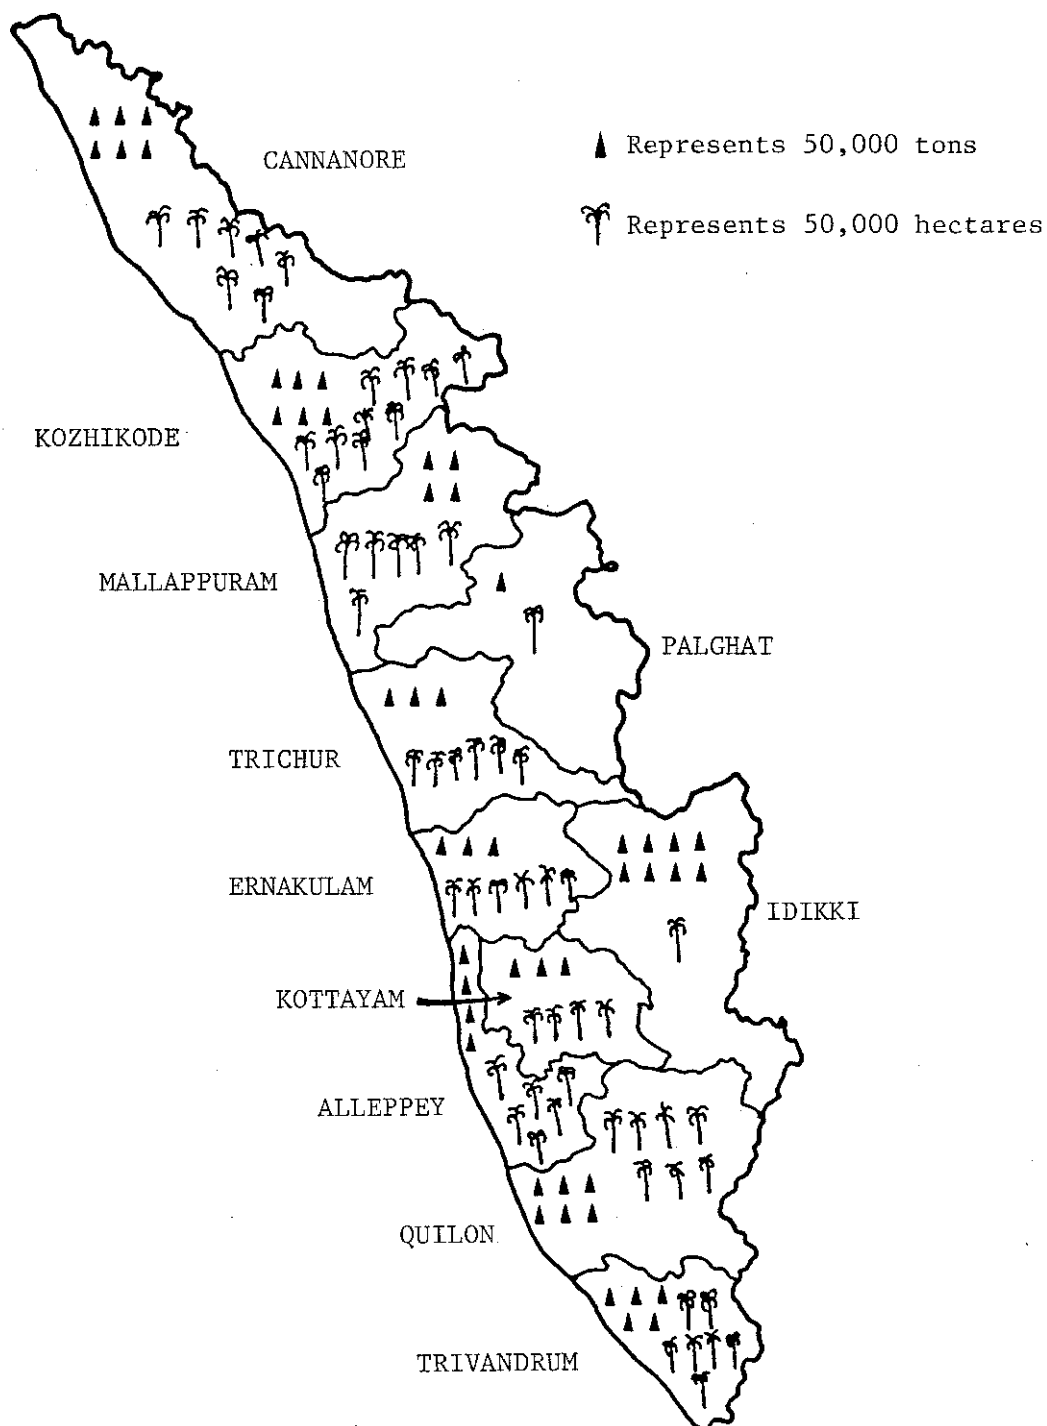 CANNANORE
Represents 50,000 tons
Represents 50,000 hectares
KOZHIKODE
MALLAPPURAM
PALGHAT
TRICHUR
ERNAKULAM
IDIKKI
KOTTAYAM
ALLEPPEY
QUILON
TRIVANDRUM